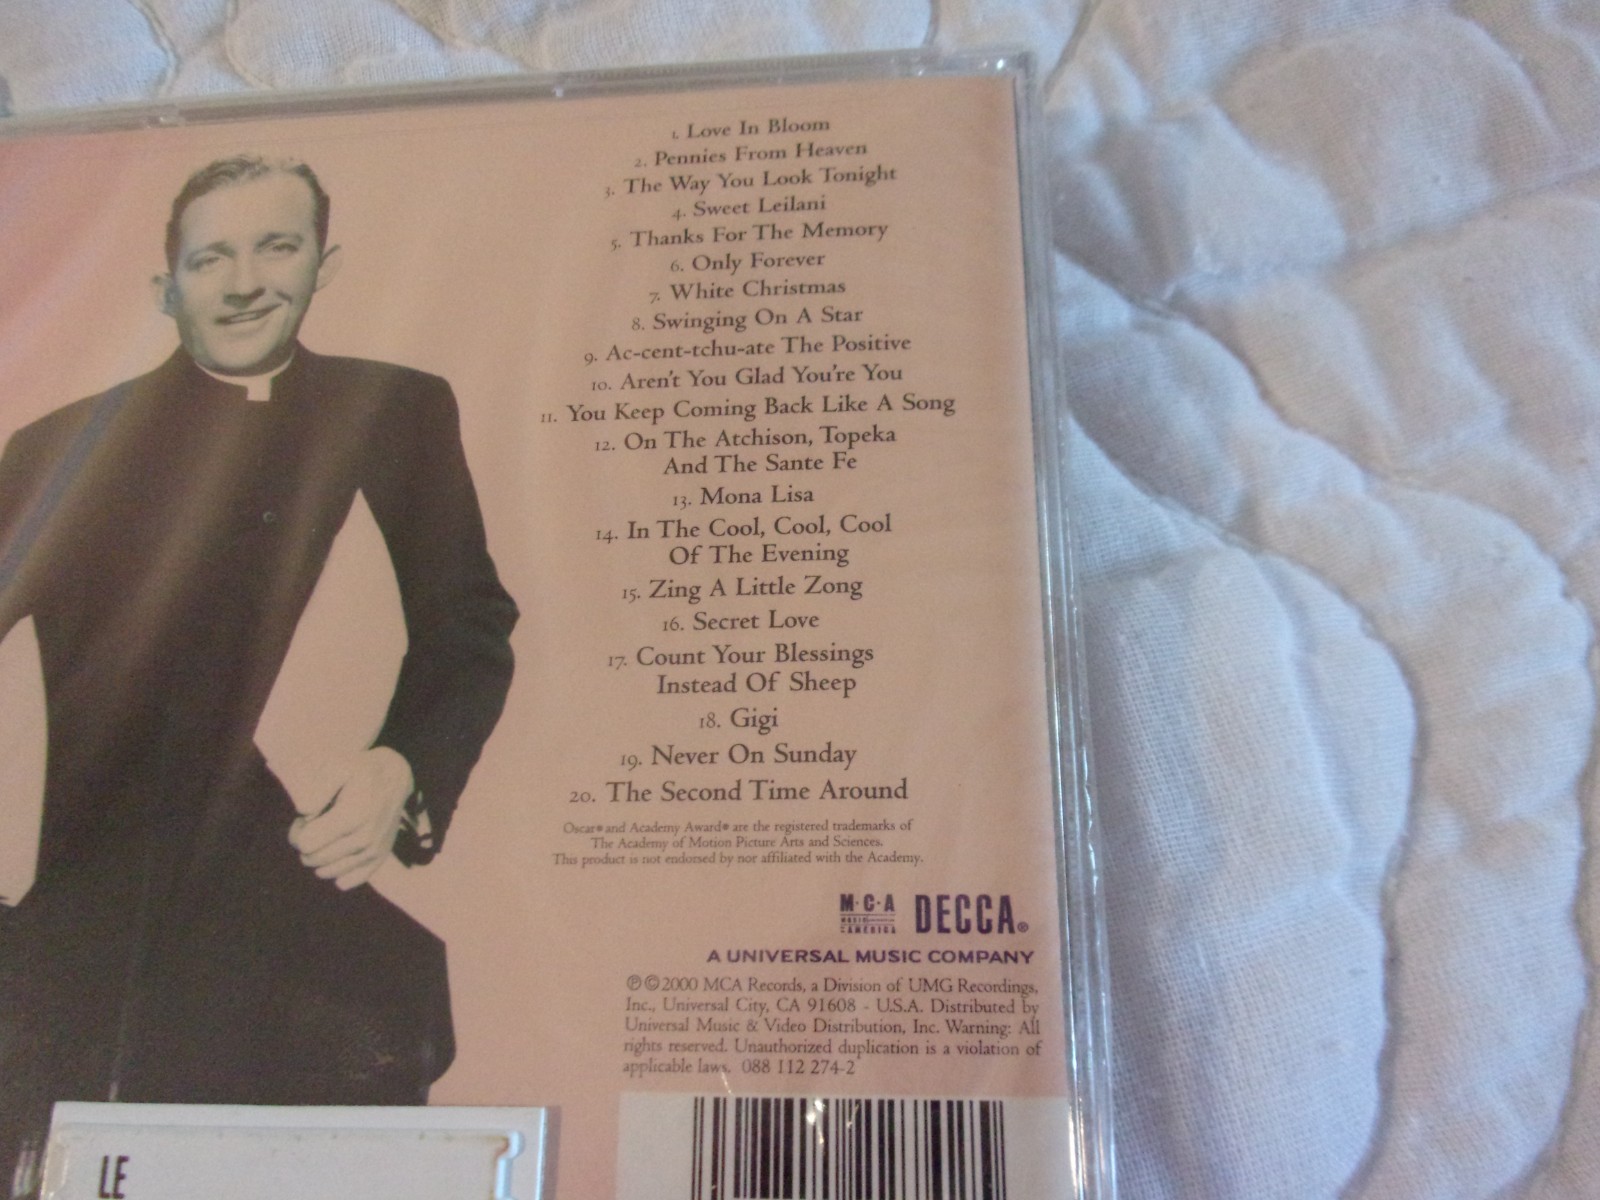 1. Love In Bloom
2. Pennies From Heaven
3. The Way You Look Tonight
4. Sweet Leilani
5. Thanks For The Memory
6. Only Forever
7. White Christmas
8. Swinging On A Star
9. Ac-cent-tchu-ate The Positive
10. Aren't You Glad You're You
11. You Keep Coming Back Like A Song
12. On The Atchison, Topeka
And The Sante Fe
13. Mona Lisa
14. In The Cool, Cool, Cool
Of The Evening
15. Zing A Little Zong
16. Secret Love
17. Count Your Blessings
Instead Of Sheep
18. Gigi
19. Never On Sunday
20. The Second Time Around
Oscar® and Academy Award® are the registered trademarks of
The Academy of Motion Picture Arts and Sciences.
This product is not endorsed by nor affiliated with the Academy.
M·C·A
MUSIC
AMERICA
DECCA®
A UNIVERSAL MUSIC COMPANY
℗©2000 MCA Records, a Division of UMG Recordings,
Inc., Universal City, CA 91608 - U.S.A. Distributed by
Universal Music & Video Distribution, Inc. Warning: All
rights reserved. Unauthorized duplication is a violation of
applicable laws. 088 112 274-2
LE